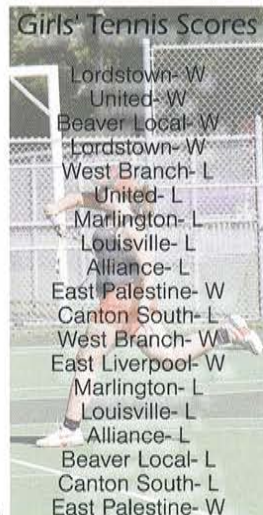 Girls' Tennis Scores
Lordstown- W
United- W
Beaver Local- W
Lordstown- W
West Branch- L
United- L
Marlington- L
Louisville- L
Alliance- L
East Palestine- W
Canton South- L
West Branch- W
East Liverpool- W
Marlington- L
Louisville- L
Alliance- L
Beaver Local- L
Canton South- L
East Palestine- W